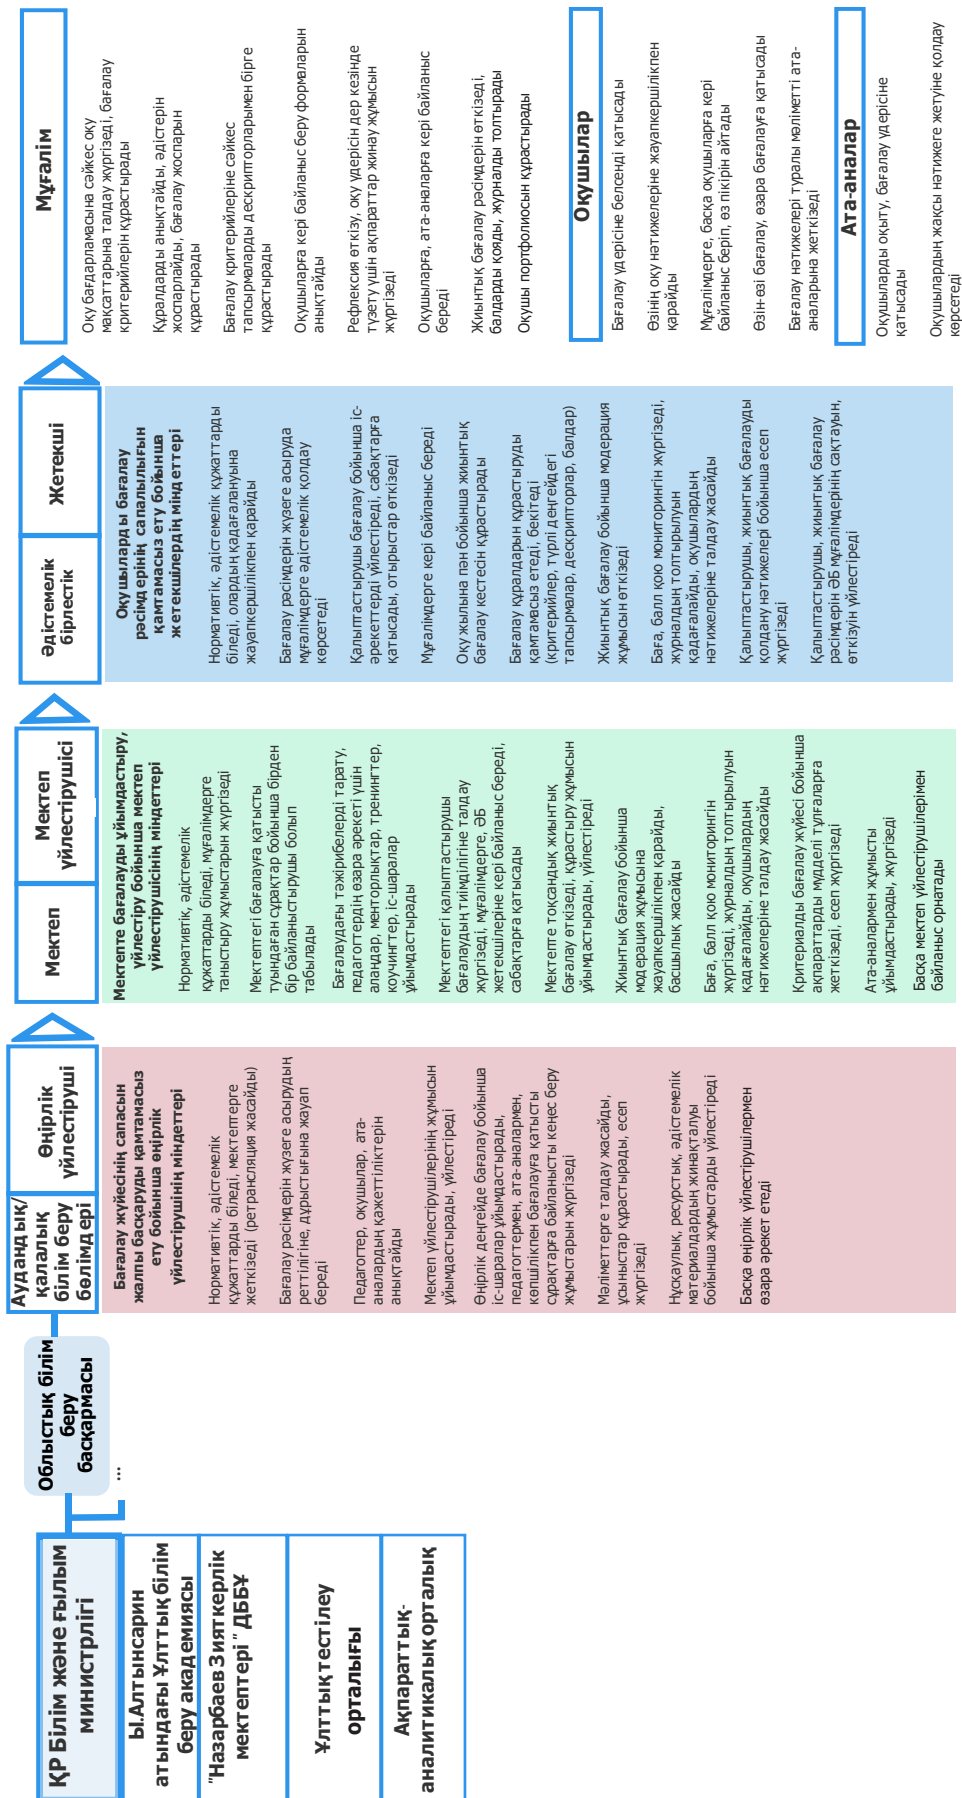 ҚР Білім және ғылым
министрлігі
Ы.Алтынсарин
атындағы Ұлттық білім
беру академиясы
"Назарбаев Зияткерлік
мектептері" ДББҰ
Ұлттық тестілеу
орталығы
Ақпараттық-
аналитикалық орталық
Облыстық білім
беру
басқармасы
...
Аудандық/
қалалық
білім беру
бөлімдері
Өңірлік
үйлестіруші
Бағалау жүйесінің сапасын
жалпы басқаруды қамтамасыз
ету бойынша өңірлік
үйлестірушінің міндеттері
Нормативтік, әдістемелік
құжаттарды біледі, мектептерге
жеткізеді (ретрансляция жасайды)
Бағалау рәсімдерін жүзеге асырудың
реттілігіне, дұрыстығына жауап
береді
Педагогтер, оқушылар, ата-
аналардың қажеттіліктерін
анықтайды
Мектеп үйлестірушілерінің жұмысын
ұйымдастырады, үйлестіреді
Өңірлік деңгейде бағалау бойынша
іс-шаралар ұйымдастырады,
педагогтермен, ата-аналармен,
көпшілікпен бағалауға қатысты
сұрақтарға байланысты кеңес беру
жұмыстарын жүргізеді
Мәліметтерге талдау жасайды,
ұсыныстар құрастырады, есеп
жүргізеді
Нұсқаулық, ресурстық, әдістемелік
материалдардың жинақталуы
бойынша жұмыстарды үйлестіреді
Басқа өңірлік үйлестірушілермен
өзара әрекет етеді
Мектеп
Мектеп
үйлестірушісі
Мектепте бағалауды ұйымдастыру,
үйлестіру бойынша мектеп
үйлестірушісінің міндеттері
Нормативтік, әдістемелік
құжаттарды біледі, мұғалімдерге
таныстыру жұмыстарын жүргізеді
Мектептегі бағалауға қатысты
туындаған сұрақтар бойынша бірден
бір байланыстырушы болып
табылады
Бағалаудағы тәжірибелерді тарату,
педагогтердің өзара әрекеті үшін
алаңдар, менторлықтар, тренингтер,
коучингтер, іс-шаралар
ұйымдастырады
Мектептегі қалыптастырушы
бағалаудың тиімділігіне талдау
жүргізеді, мұғалімдерге, ӘБ
жетекшілеріне кері байланыс береді,
сабақтарға қатысады
Мектепте тоқсандық жиынтық
бағалау өткізеді, құрастыру жұмысын
ұйымдастырады, үйлестіреді
Жиынтық бағалау бойынша
модерация жұмысына
жауапкершілікпен қарайды,
басшылық жасайды
Баға, балл қою мониторингін
жүргізеді, журналдың толтырылуын
қадағалайды, оқушылардың
нәтижелеріне талдау жасайды
Критериалды бағалау жүйесі бойынша
ақпараттарды мүдделі тұлғаларға
жеткізеді, есеп жүргізеді
Ата-аналармен жұмысты
ұйымдастырады, жүргізеді
Басқа мектеп үйлестірушілерімен
байланыс орнатады
Әдістемелік
бірлестік
Жетекші
Оқушыларды бағалау
рәсімдерінің сапалылығын
қамтамасыз ету бойынша
жетекшілердің міндеттері
Нормативтік, әдістемелік құжаттарды
біледі, олардың қадағалануына
жауапкершілікпен қарайды
Бағалау рәсімдерін жүзеге асыруда
мұғалімдерге әдістемелік қолдау
көрсетеді
Қалыптастырушы бағалау бойынша іс-
әрекеттерді үйлестіреді, сабақтарға
қатысады, отырыстар өткізеді
Мұғалімдерге кері байланыс береді
Оқу жылына пән бойынша жиынтық
бағалау кестесін құрастырады
Бағалау құралдарын құрастыруды
қамтамасыз етеді, бекітеді
(критерийлер, түрлі деңгейдегі
тапсырмалар, дескрипторлар, балдар)
Жиынтық бағалау бойынша модерация
жұмысын өткізеді
Баға, балл қою мониторингін жүргізеді,
журналдың толтырылуын
қадағалайды, оқушылардың
нәтижелеріне талдау жасайды
Қалыптастырушы, жиынтық бағалауды
қолдану нәтижелері бойынша есеп
жүргізеді
Қалыптастырушы, жиынтық бағалау
рәсімдерін ӘБ мұғалімдерінің сақтауын,
өткізуін үйлестіреді
Мұғалім
Оқу бағдарламасына сәйкес оқу
мақсаттарына талдау жүргізеді, бағалау
критерийлерін құрастырады
Құралдарды анықтайды, әдістерін
жоспарлайды, бағалау жоспарын
құрастырады
Бағалау критерийлеріне сәйкес
тапсырмаларды дескрипторларымен бірге
құрастырады
Оқушыларға кері байланыс беру формаларын
анықтайды
Рефлексия өткізу, оқу үдерісін дер кезінде
түзету үшін ақпараттар жинау жұмысын
жүргізеді
Оқушыларға, ата-аналарға кері байланыс
береді
Жиынтық бағалау рәсімдерін өткізеді,
балдарды қояды, журналды толтырады
Оқушы портфолиосын құрастырады
Оқушылар
Бағалау үдерісіне белсенді қатысады
Өзінің оқу нәтижелеріне жауапкершілікпен
қарайды
Мұғалімдерге, басқа оқушыларға кері
байланыс беріп, өз пікірін айтады
Өзін-өзі бағалау, өзара бағалауға қатысады
Бағалау нәтижелері туралы мәліметті ата-
аналарына жеткізеді
Ата-аналар
Оқушыларды оқыту, бағалау үдерісіне
қатысады
Оқушылардың жақсы нәтижеге жетуіне қолдау
көрсетеді